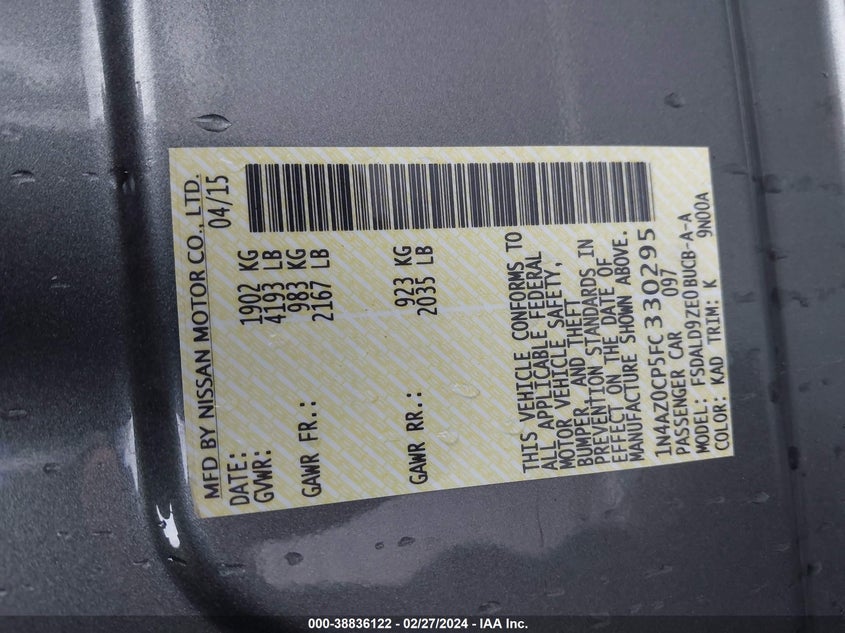 MFD BY NISSAN MOTOR CO., LTD.
DATE: 04/15
GVWR: 1902 KG
4193 LB
GAWR FR.: 983 KG
2167 LB
GAWR RR.: 923 KG
2035 LB
THIS VEHICLE CONFORMS TO
ALL APPLICABLE FEDERAL
MOTOR VEHICLE SAFETY,
BUMPER, AND THEFT
PREVENTION STANDARDS IN
EFFECT ON THE DATE OF
MANUFACTURE SHOWN ABOVE.
1N4AZ0CP5FC330295
PASSENGER CAR 097
MODEL: FSDALD9ZE0BUCB-A-A
COLOR: KAD TRIM: K 9N00A
000-38836122 - 02/27/2024 - IAA Inc.